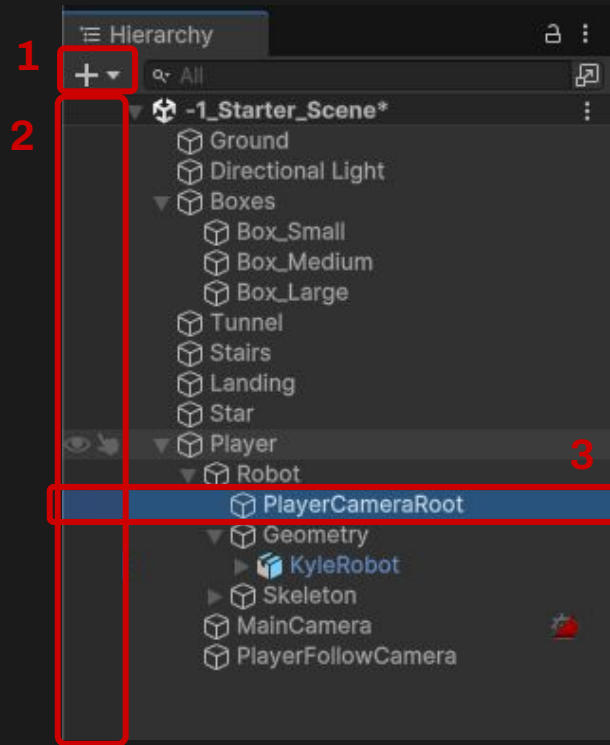 Hierarchy
1
All
2
-1_Starter_Scene*
Ground
Directional Light
Boxes
Box_Small
Box_Medium
Box_Large
Tunnel
Stairs
Landing
Star
Player
3
Robot
PlayerCameraRoot
Geometry
KyleRobot
Skeleton
MainCamera
PlayerFollowCamera